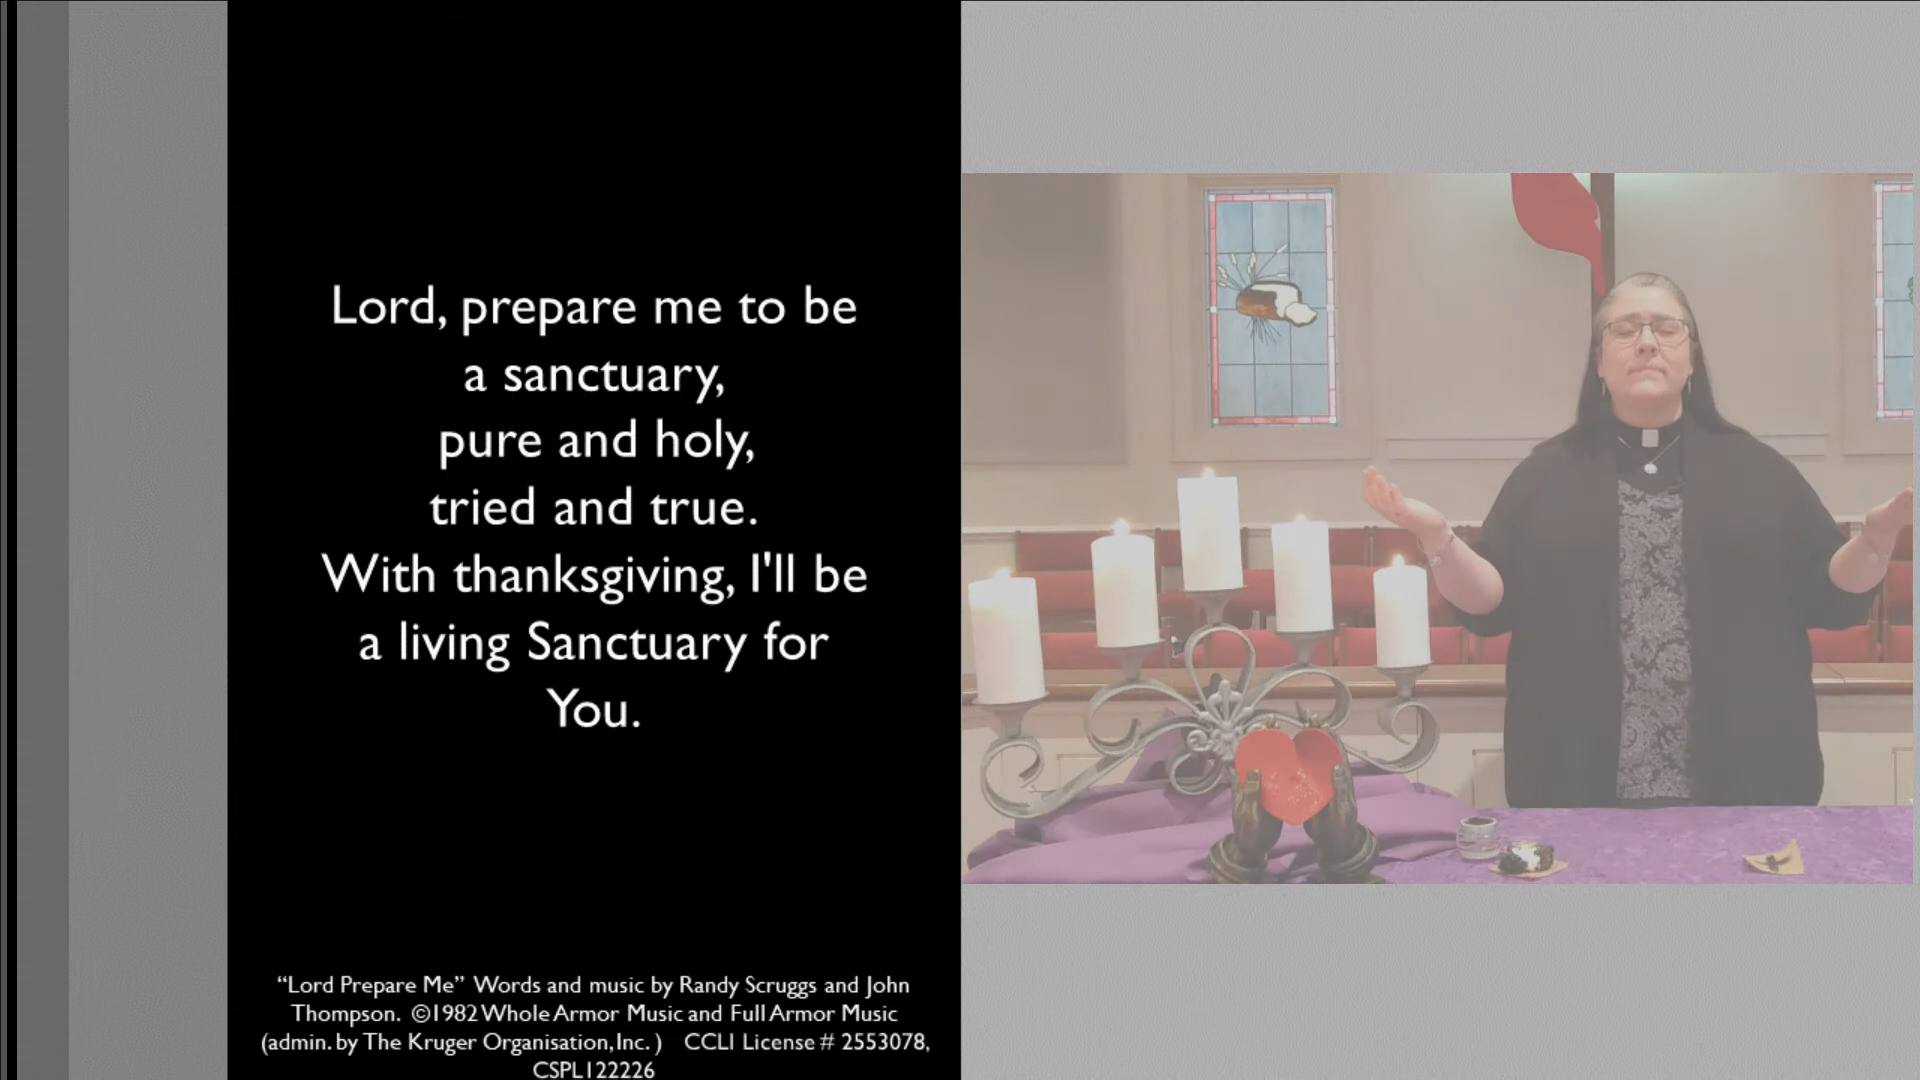 Lord, prepare me to be
a sanctuary,
pure and holy,
tried and true.
With thanksgiving, I'll be
a living Sanctuary for
You.
“Lord Prepare Me” Words and music by Randy Scruggs and John
Thompson. ©1982 Whole Armor Music and Full Armor Music
(admin. by The Kruger Organisation, Inc. ) CCLI License # 2553078,
CSPL122226